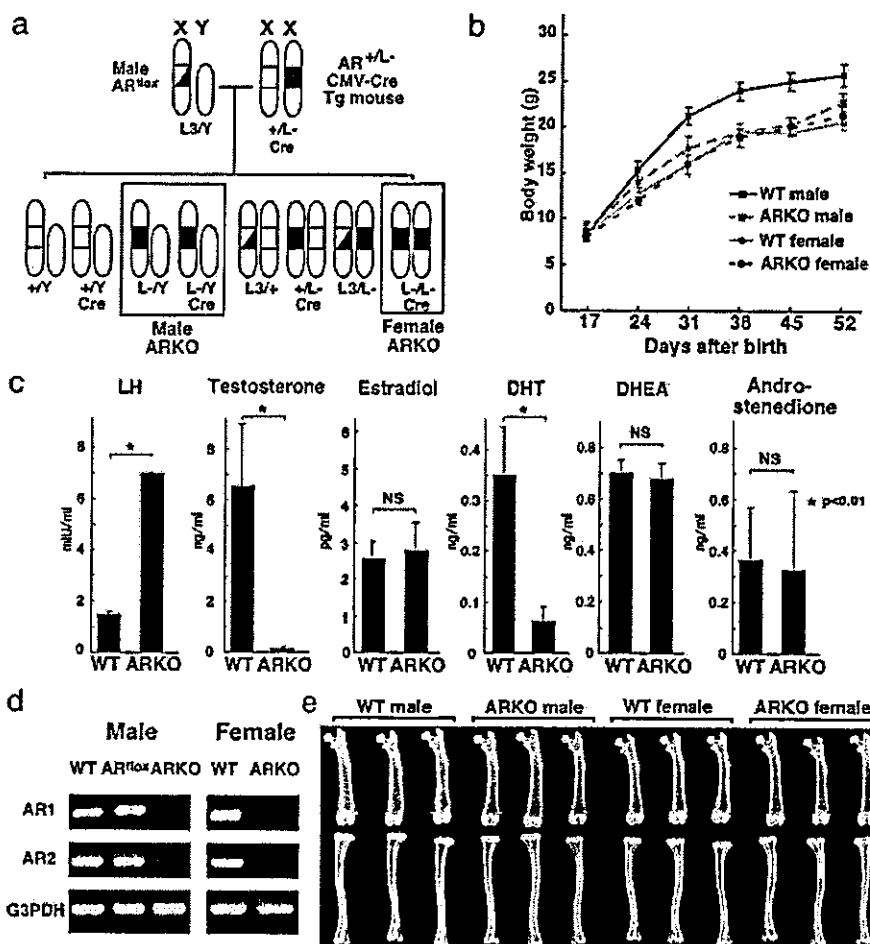 a
X Y
X X
Male
ARflox
AR+/L-
CMV-Cre
Tg mouse
L3/Y
+/L-
Cre
+/Y
+/Y
Cre
L-/Y
L-/Y
Cre
L3/+
+/L-
Cre
L3/L-
L-/L-
Cre
Male
ARKO
Female
ARKO
b
Body weight (g)
30
25
20
15
10
5
0
WT male
ARKO male
WT female
ARKO female
17 24 31 38 45 52
Days after birth
c
LH
mIU/ml
8
6
4
2
0
*
WT ARKO
Testosterone
ng/ml
8
6
4
2
0
*
WT ARKO
Estradiol
pg/ml
6
5
4
3
2
1
0
NS
WT ARKO
DHT
ng/ml
0.4
0.2
0.1
0
*
WT ARKO
DHEA
ng/ml
0.8
0.6
0.4
0.2
0
NS
WT ARKO
Andro-
stenedione
ng/ml
0.8
0.6
0.4
0.2
0
NS
* p<0.01
WT ARKO
d
Male Female
WT ARflox ARKO WT ARKO
AR1
AR2
G3PDH
e
WT male ARKO male WT female ARKO female